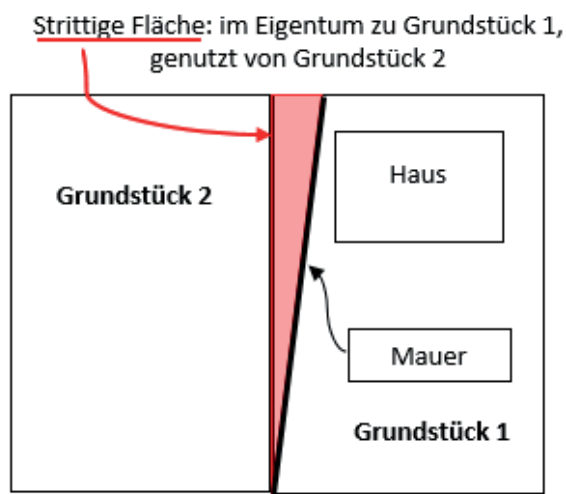 Strittige Fläche: im Eigentum zu Grundstück 1,
genutzt von Grundstück 2
Grundstück 2
Haus
Mauer
Grundstück 1